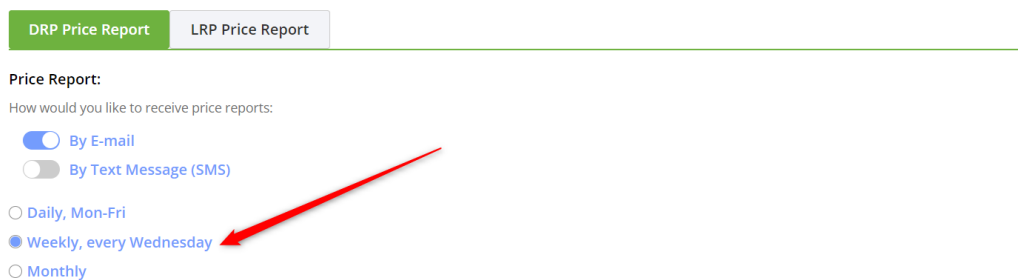 DRP Price Report LRP Price Report
Price Report:
How would you like to receive price reports:
By E-mail
By Text Message (SMS)
Daily, Mon-Fri
Weekly, every Wednesday
Monthly